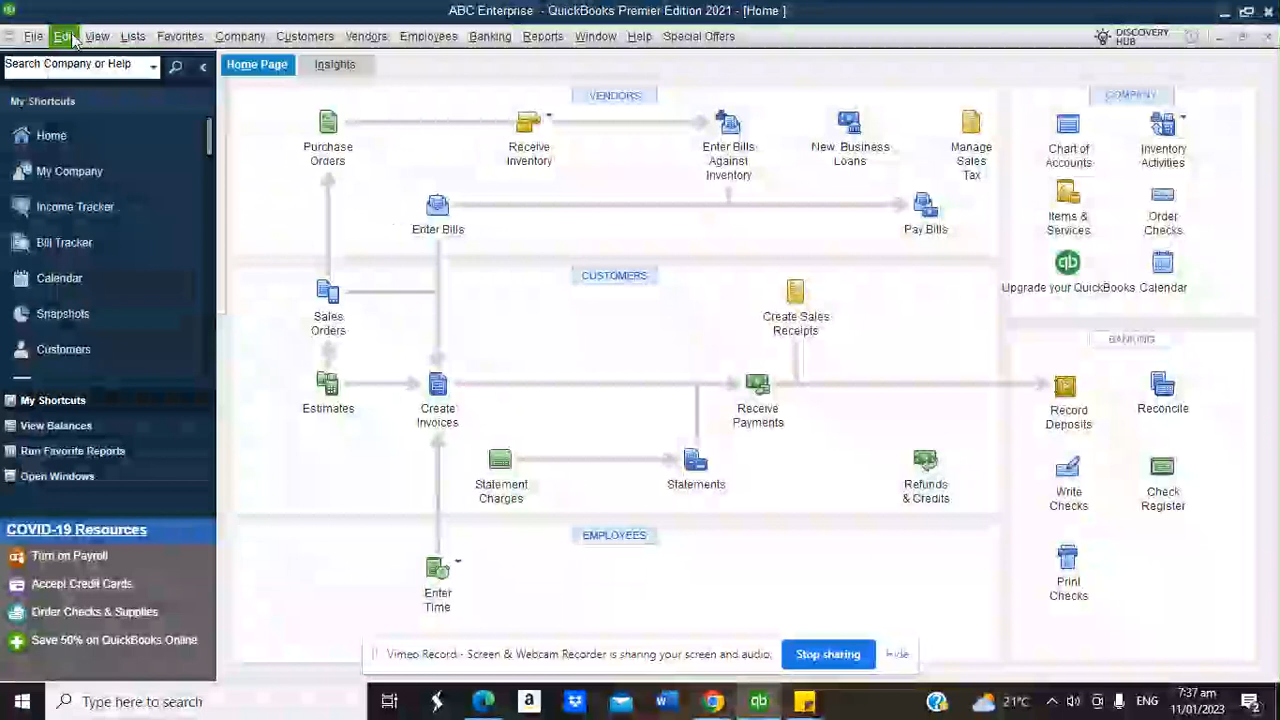 ABC Enterprise - QuickBooks Premier Edition 2021 - [Home ]
File Edit View Lists Favorites Company Customers Vendors Employees Banking Reports Window Help Special Offers
DISCOVERY
HUB
Search Company or Help
Home Page Insights
My Shortcuts
Home
My Company
Income Tracker
Bill Tracker
Calendar
Snapshots
Customers
My Shortcuts
View Balances
Run Favorite Reports
Open Windows
COVID-19 Resources
Turn on Payroll
Accept Credit Cards
Order Checks & Supplies
Save 50% on QuickBooks Online
VENDORS
Purchase
Orders
Receive
Inventory
Enter Bills
Against
Inventory
New Business
Loans
Manage
Sales
Tax
Enter Bills
Pay Bills
CUSTOMERS
Sales
Orders
Create Sales
Receipts
Estimates
Create
Invoices
Receive
Payments
Statement
Charges
Statements
Refunds
& Credits
EMPLOYEES
Enter
Time
COMPANY
Chart of
Accounts
Inventory
Activities
Items &
Services
Order
Checks
Upgrade your QuickBooks
Calendar
BANKING
Record
Deposits
Reconcile
Write
Checks
Check
Register
Print
Checks
Vimeo Record - Screen & Webcam Recorder is sharing your screen and audio.
Stop sharing
Hide
Type here to search
21°C
ENG
7:37 am
11/01/2023
2